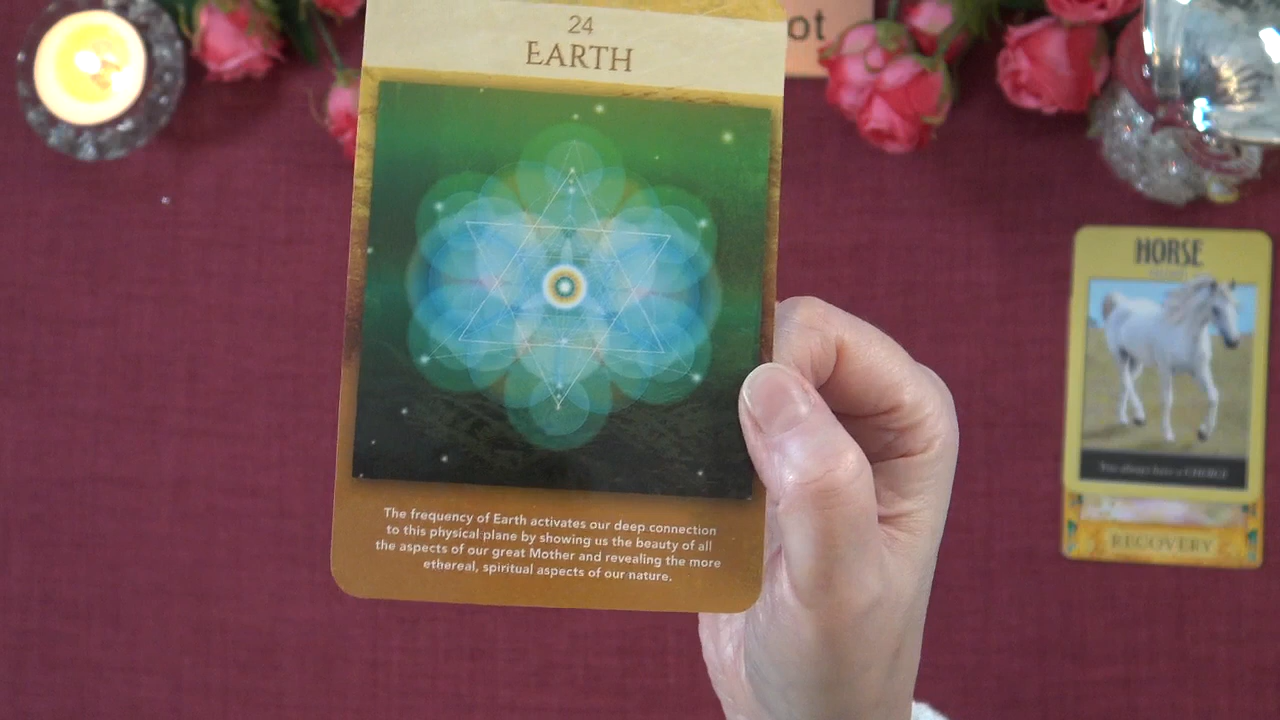 24
EARTH
ot
The frequency of Earth activates our deep connection
to this physical plane by showing us the beauty of all
the aspects of our great Mother and revealing the more
ethereal, spiritual aspects of our nature.
HORSE
You always have a CHOICE
RECOVERY